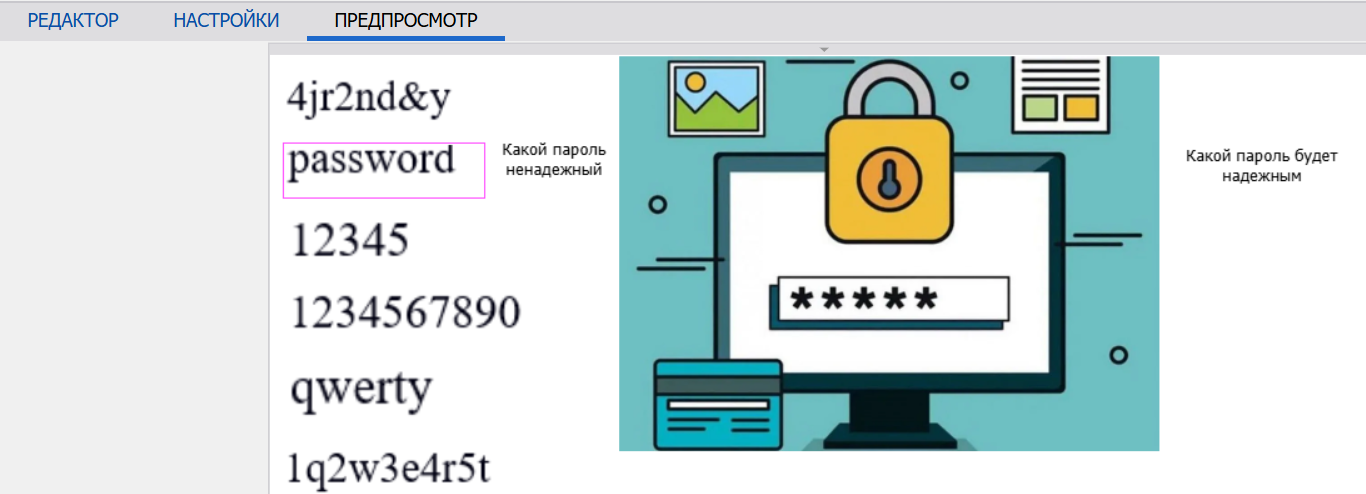 РЕДАКТОР НАСТРОЙКИ ПРЕДПРОСМОТР
4jr2nd&y
password
Какой пароль
ненадежный
12345
1234567890
qwerty
1q2w3e4r5t
*****
Какой пароль будет
надежным